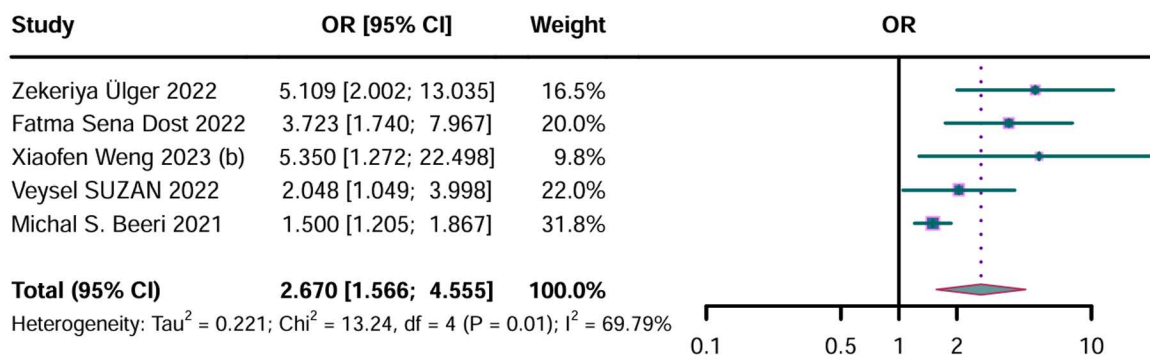 Study OR [95% CI] Weight OR
Zekeriya Ülger 2022 5.109 [2.002; 13.035] 16.5%
Fatma Sena Dost 2022 3.723 [1.740; 7.967] 20.0%
Xiaofen Weng 2023 (b) 5.350 [1.272; 22.498] 9.8%
Veysel SUZAN 2022 2.048 [1.049; 3.998] 22.0%
Michal S. Beeri 2021 1.500 [1.205; 1.867] 31.8%
Total (95% CI) 2.670 [1.566; 4.555] 100.0%
Heterogeneity: Tau² = 0.221; Chi² = 13.24, df = 4 (P = 0.01); I² = 69.79%
0.1 0.5 1 2 10